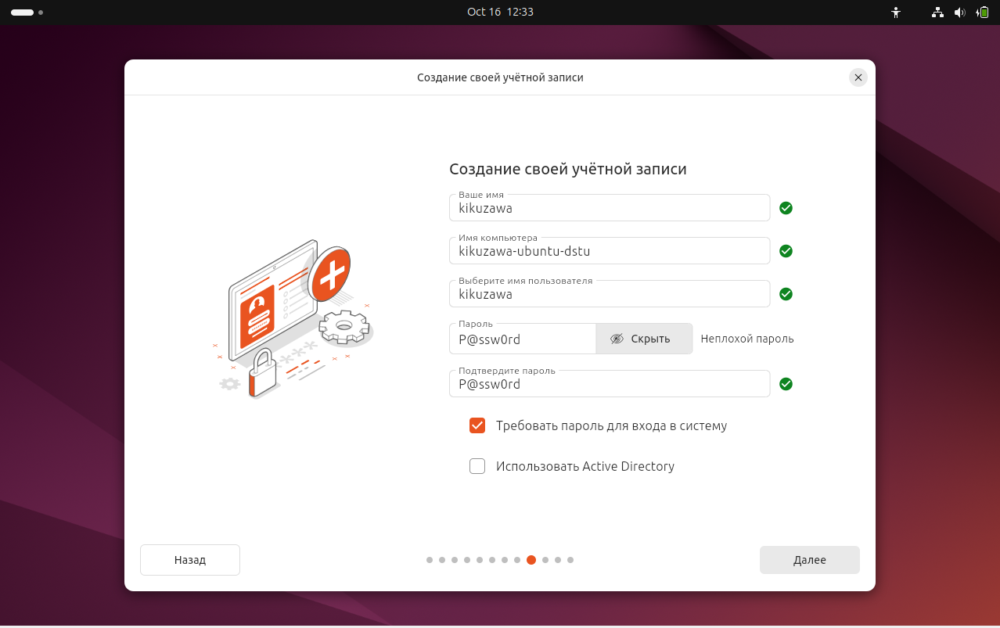 Oct 16 12:33
Создание своей учётной записи
Создание своей учётной записи
Ваше имя
kikuzawa
Имя компьютера
kikuzawa-ubuntu-dstu
Выберите имя пользователя
kikuzawa
Пароль
P@ssw0rd
Скрыть
Неплохой пароль
Подтвердите пароль
P@ssw0rd
Требовать пароль для входа в систему
Использовать Active Directory
Назад
Далее